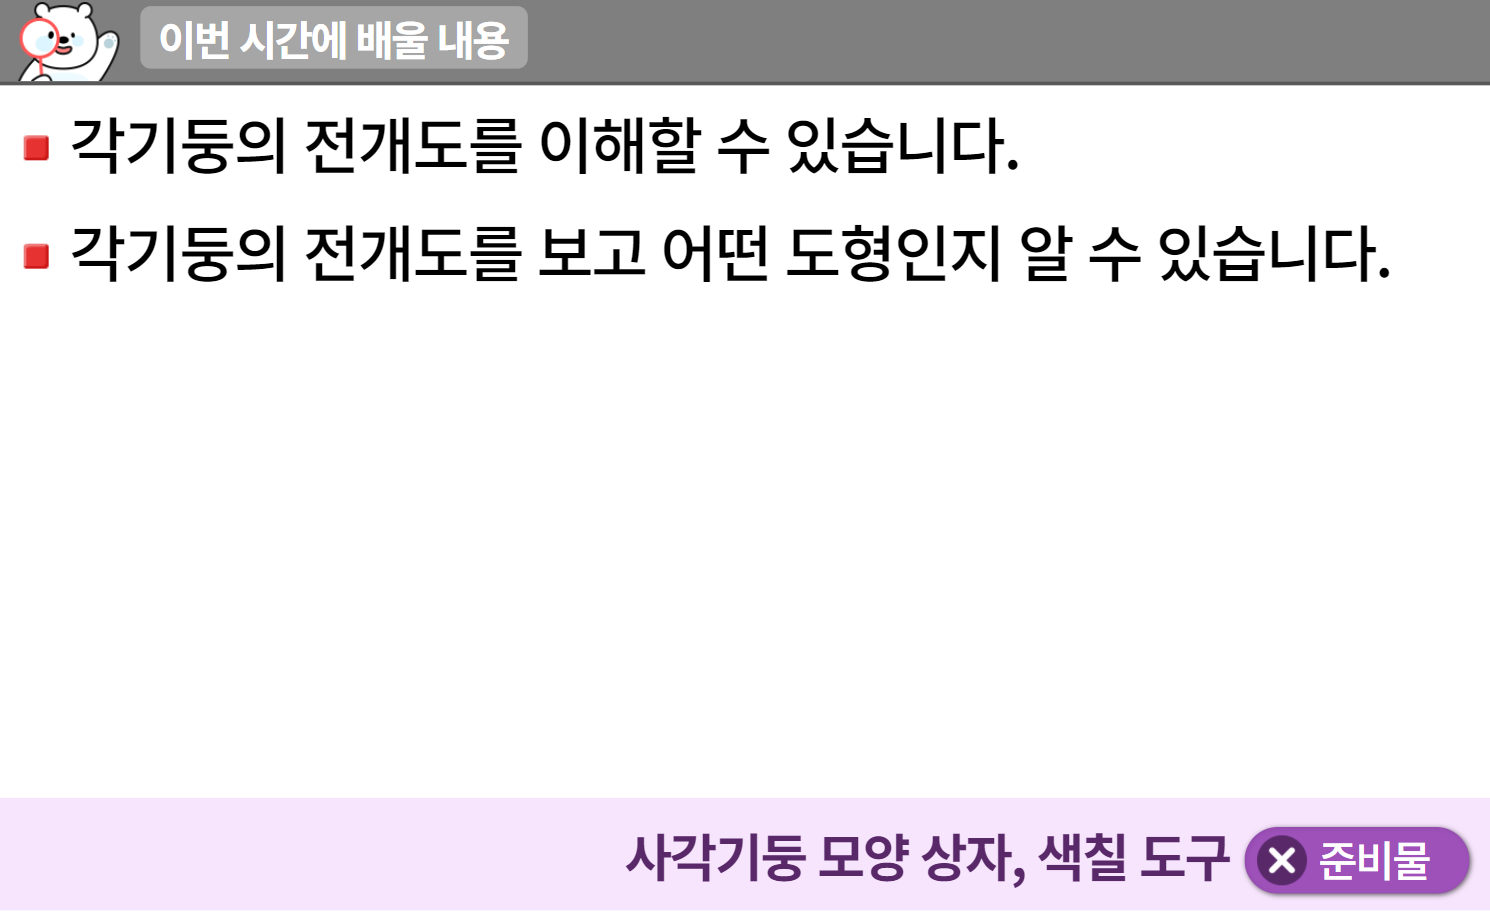 이번 시간에 배울 내용
각기둥의 전개도를 이해할 수 있습니다.
각기둥의 전개도를 보고 어떤 도형인지 알 수 있습니다.
사각기둥 모양 상자, 색칠 도구 준비물